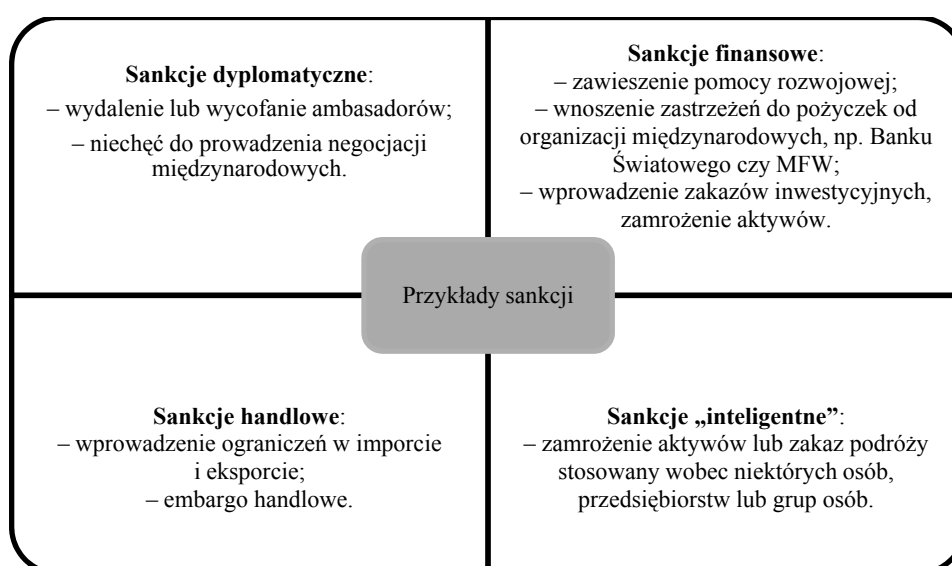 Sankcje dyplomatyczne:
– wydalenie lub wycofanie ambasadorów;
– niechęć do prowadzenia negocjacji
międzynarodowych.
Sankcje finansowe:
– zawieszenie pomocy rozwojowej;
– wnoszenie zastrzeżeń do pożyczek od
organizacji międzynarodowych, np. Banku
Światowego czy MFW;
– wprowadzenie zakazów inwestycyjnych,
zamrożenie aktywów.
Przykłady sankcji
Sankcje handlowe:
– wprowadzenie ograniczeń w imporcie
i eksporcie;
– embargo handlowe.
Sankcje „inteligentne”:
– zamrożenie aktywów lub zakaz podróży
stosowany wobec niektórych osób,
przedsiębiorstw lub grup osób.